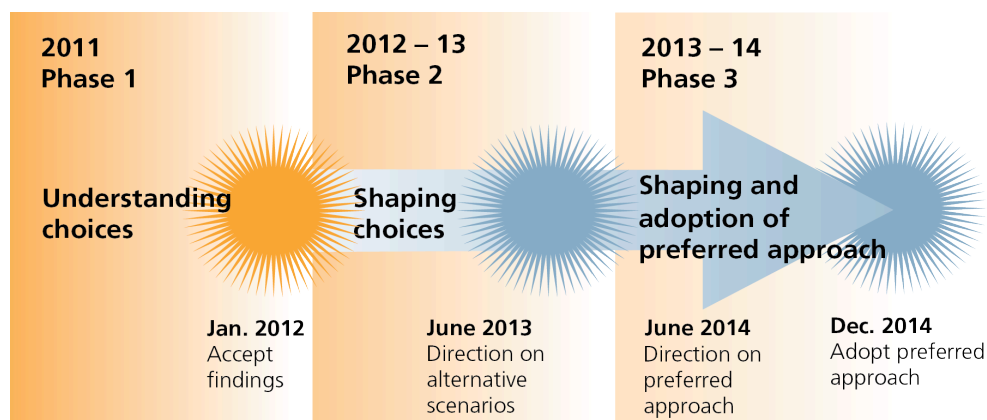 2011
Phase 1
2012 – 13
Phase 2
2013 – 14
Phase 3
Understanding
choices
Shaping
choices
Shaping and
adoption of
preferred approach
Jan. 2012
Accept
findings
June 2013
Direction on
alternative
scenarios
June 2014
Direction on
preferred
approach
Dec. 2014
Adopt preferred
approach